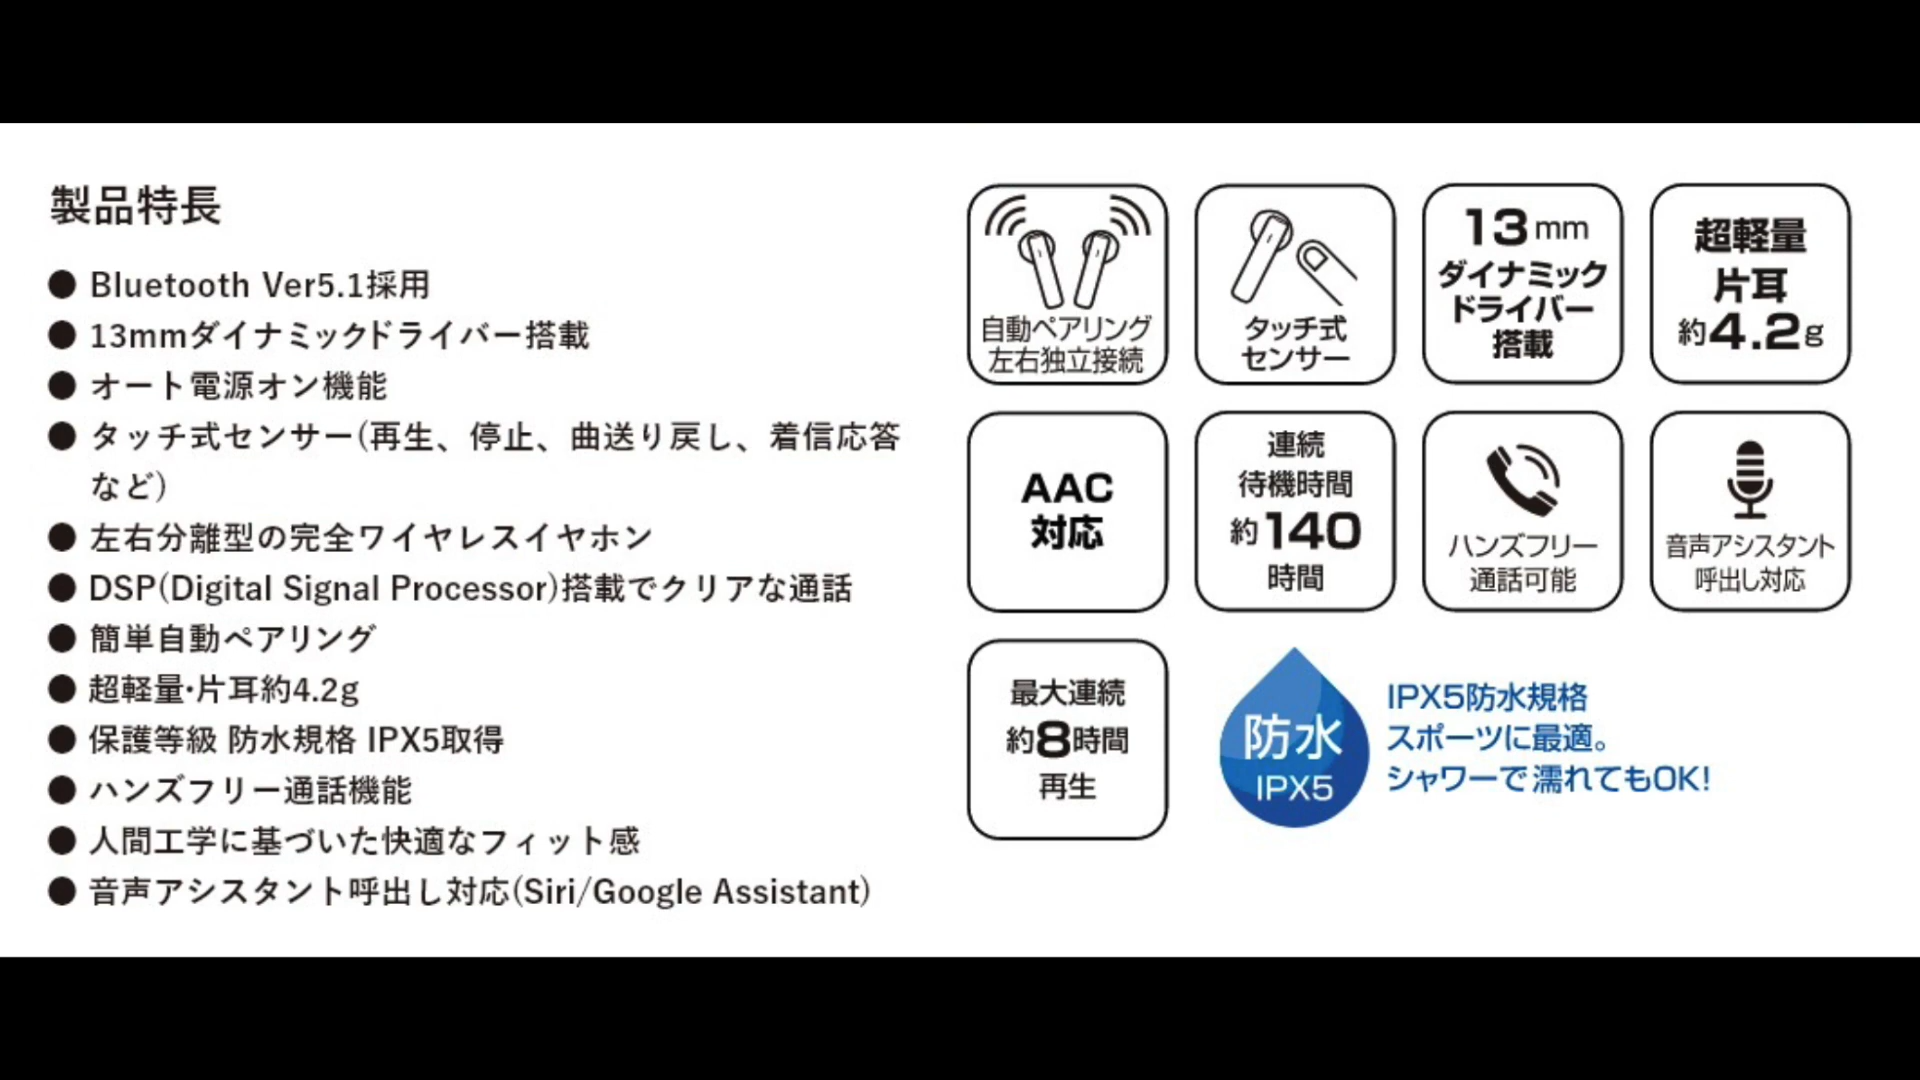 製品特長
● Bluetooth Ver5.1採用
● 13mmダイナミックドライバー搭載
● オート電源オン機能
● タッチ式センサー(再生、停止、曲送り戻し、着信応答
など)
● 左右分離型の完全ワイヤレスイヤホン
● DSP(Digital Signal Processor)搭載でクリアな通話
● 簡単自動ペアリング
● 超軽量・片耳約4.2g
● 保護等級 防水規格 IPX5取得
● ハンズフリー通話機能
● 人間工学に基づいた快適なフィット感
● 音声アシスタント呼出し対応(Siri/Google Assistant)
自動ペアリング
左右独立接続
タッチ式
センサー
13mm
ダイナミック
ドライバー
搭載
超軽量
片耳
約4.2g
AAC
対応
連続
待機時間
約140
時間
ハンズフリー
通話可能
音声アシスタント
呼出し対応
最大連続
約8時間
再生
防水
IPX5
IPX5防水規格
スポーツに最適。
シャワーで濡れてもOK!